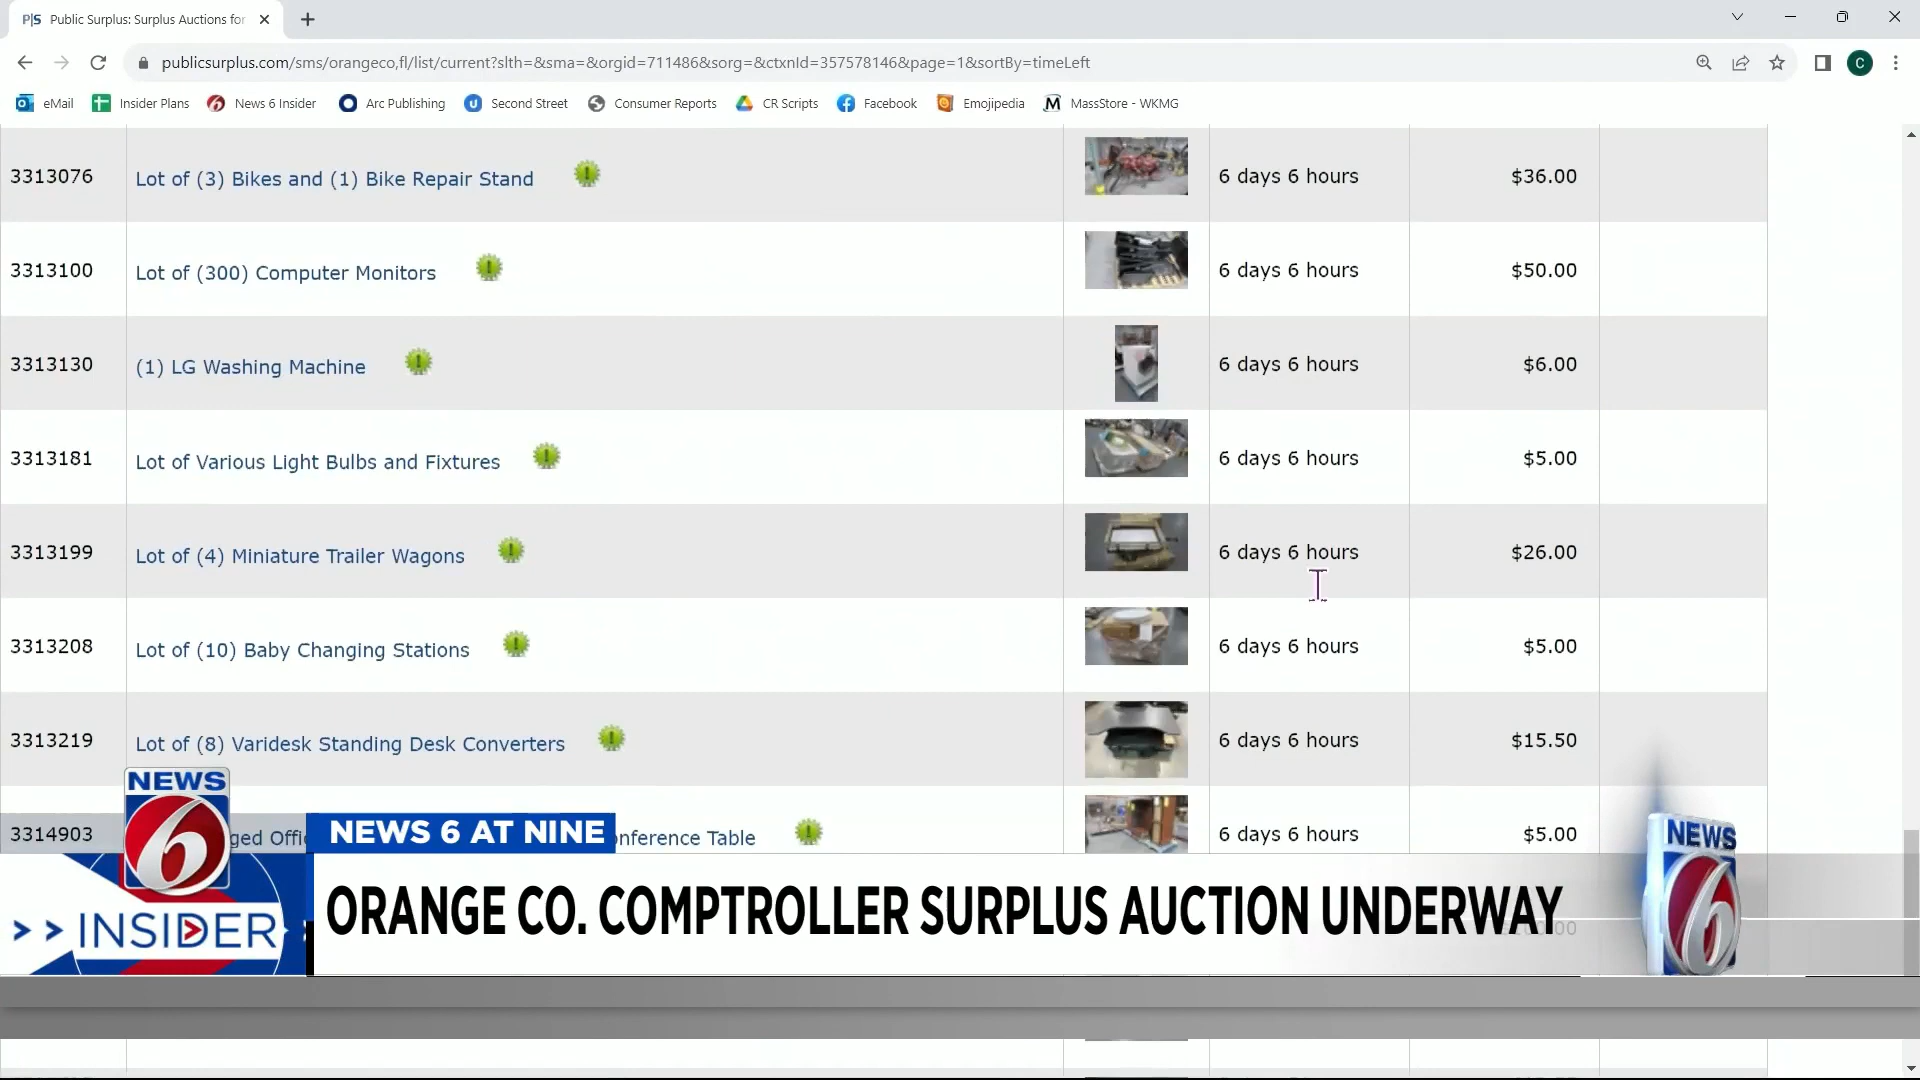 P|S Public Surplus: Surplus Auctions for
publicsurplus.com/sms/orangeco,fl/list/current?slth=&sma=&orgid=711486&sorg=&ctxnId=357578146&page=1&sortBy=timeLeft
C
eMail Insider Plans News 6 Insider Arc Publishing Second Street Consumer Reports CR Scripts Facebook Emojipedia MassStore - WKMG
3313076 Lot of (3) Bikes and (1) Bike Repair Stand 6 days 6 hours $36.00
3313100 Lot of (300) Computer Monitors 6 days 6 hours $50.00
3313130 (1) LG Washing Machine 6 days 6 hours $6.00
3313181 Lot of Various Light Bulbs and Fixtures 6 days 6 hours $5.00
3313199 Lot of (4) Miniature Trailer Wagons 6 days 6 hours $26.00
3313208 Lot of (10) Baby Changing Stations 6 days 6 hours $5.00
3313219 Lot of (8) Varidesk Standing Desk Converters 6 days 6 hours $15.50
3314903 Table 6 days 6 hours $5.00
NEWS 6
INSIDER
NEWS 6 AT NINE
ORANGE CO. COMPTROLLER SURPLUS AUCTION UNDERWAY
NEWS 6